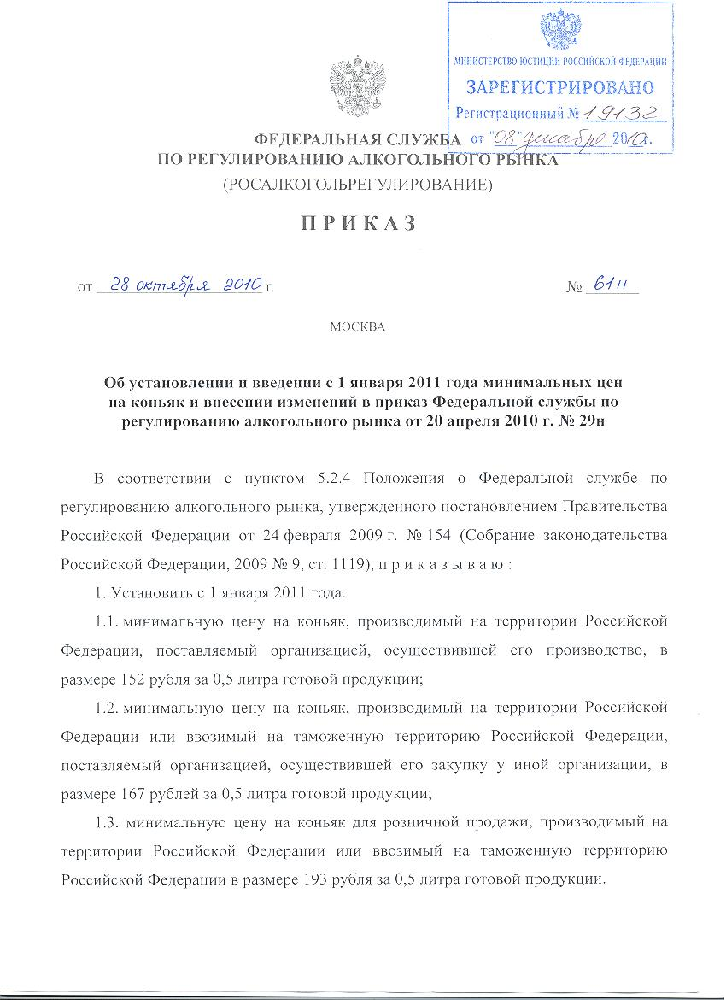 МИНИСТЕРСТВО ЮСТИЦИИ РОССИЙСКОЙ ФЕДЕРАЦИИ
ЗАРЕГИСТРИРОВАНО
Регистрационный № 19132
от "08" декабря 2010г.
ФЕДЕРАЛЬНАЯ СЛУЖБА
ПО РЕГУЛИРОВАНИЮ АЛКОГОЛЬНОГО РЫНКА
(РОСАЛКОГОЛЬРЕГУЛИРОВАНИЕ)
П Р И К А З
от 28 октября 2010 г.
№ 61н
МОСКВА
Об установлении и введении с 1 января 2011 года минимальных цен
на коньяк и внесении изменений в приказ Федеральной службы по
регулированию алкогольного рынка от 20 апреля 2010 г. № 29н
В соответствии с пунктом 5.2.4 Положения о Федеральной службе по
регулированию алкогольного рынка, утвержденного постановлением Правительства
Российской Федерации от 24 февраля 2009 г. № 154 (Собрание законодательства
Российской Федерации, 2009 № 9, ст. 1119), п р и к а з ы в а ю :
1. Установить с 1 января 2011 года:
1.1. минимальную цену на коньяк, производимый на территории Российской
Федерации, поставляемый организацией, осуществившей его производство, в
размере 152 рубля за 0,5 литра готовой продукции;
1.2. минимальную цену на коньяк, производимый на территории Российской
Федерации или ввозимый на таможенную территорию Российской Федерации,
поставляемый организацией, осуществившей его закупку у иной организации, в
размере 167 рублей за 0,5 литра готовой продукции;
1.3. минимальную цену на коньяк для розничной продажи, производимый на
территории Российской Федерации или ввозимый на таможенную территорию
Российской Федерации в размере 193 рубля за 0,5 литра готовой продукции.